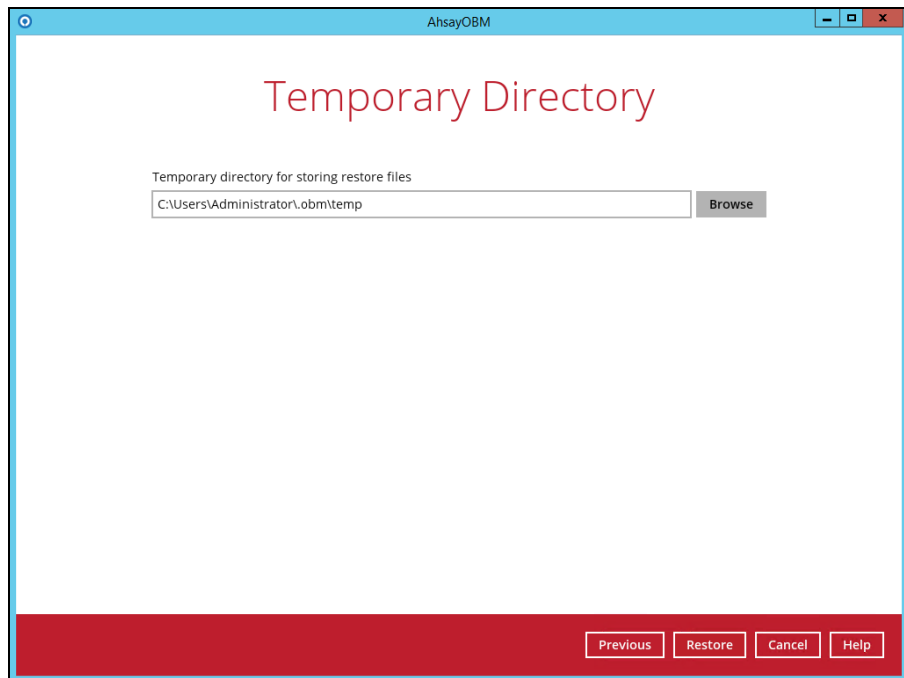 AhsayOBM
Temporary Directory
Temporary directory for storing restore files
C:\Users\Administrator\.obm\temp
Browse
Previous Restore Cancel Help